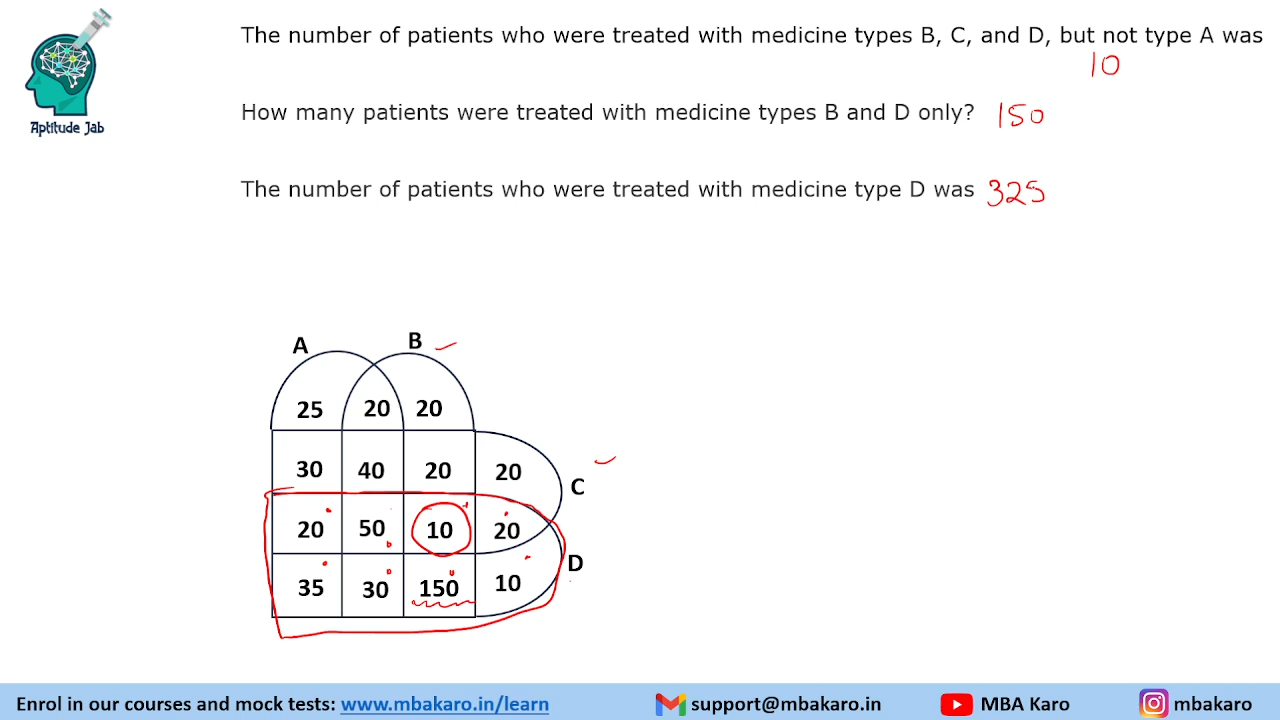 Aptitude Jab
The number of patients who were treated with medicine types B, C, and D, but not type A was
10
How many patients were treated with medicine types B and D only? 150
The number of patients who were treated with medicine type D was 325
A B
25 20 20
30 40 20 20
C
20 50 10 20
D
35 30 150 10
Enrol in our courses and mock tests: www.mbakaro.in/learn support@mbakaro.in MBA Karo mbakaro